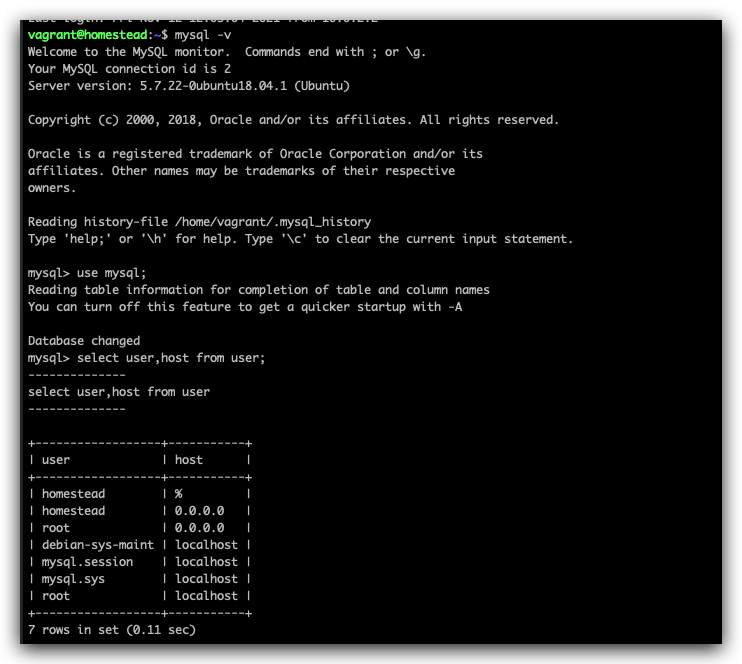 vagrant@homestead:~$ mysql -v
Welcome to the MySQL monitor.  Commands end with ; or \g.
Your MySQL connection id is 2
Server version: 5.7.22-0ubuntu18.04.1 (Ubuntu)

Copyright (c) 2000, 2018, Oracle and/or its affiliates. All rights reserved.

Oracle is a registered trademark of Oracle Corporation and/or its
affiliates. Other names may be trademarks of their respective
owners.

Reading history-file /home/vagrant/.mysql_history
Type 'help;' or '\h' for help. Type '\c' to clear the current input statement.

mysql> use mysql;
Reading table information for completion of table and column names
You can turn off this feature to get a quicker startup with -A

Database changed
mysql> select user,host from user;
--------------
select user,host from user
--------------

+------------------+-----------+
| user             | host      |
+------------------+-----------+
| homestead        | %         |
| homestead        | 0.0.0.0   |
| root             | 0.0.0.0   |
| debian-sys-maint | localhost |
| mysql.session    | localhost |
| mysql.sys        | localhost |
| root             | localhost |
+------------------+-----------+
7 rows in set (0.11 sec)